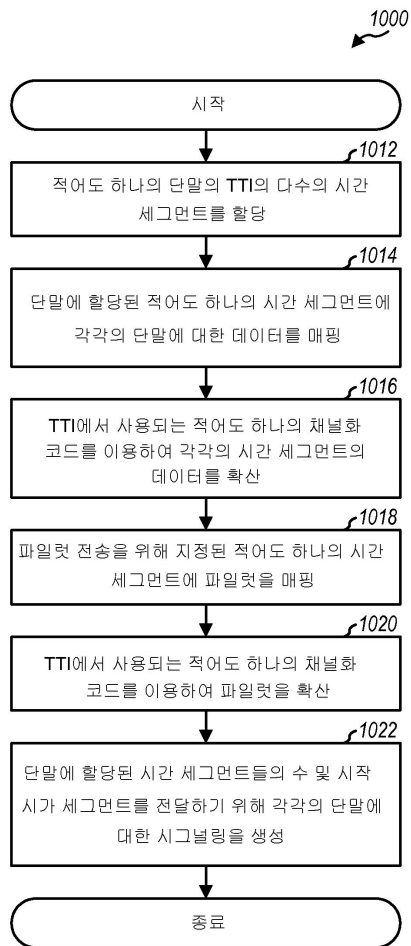 1000
시작
1012
적어도 하나의 단말의 TTI의 다수의 시간
세그먼트를 할당
1014
단말에 할당된 적어도 하나의 시간 세그먼트에
각각의 단말에 대한 데이터를 매핑
1016
TTI에서 사용되는 적어도 하나의 채널화
코드를 이용하여 각각의 시간 세그먼트의
데이터를 확산
1018
파일럿 전송을 위해 지정된 적어도 하나의 시간
세그먼트에 파일럿을 매핑
1020
TTI에서 사용되는 적어도 하나의 채널화
코드를 이용하여 파일럿을 확산
1022
단말에 할당된 시간 세그먼트들의 수 및 시작
시가 세그먼트를 전달하기 위해 각각의 단말에
대한 시그널링을 생성
종료